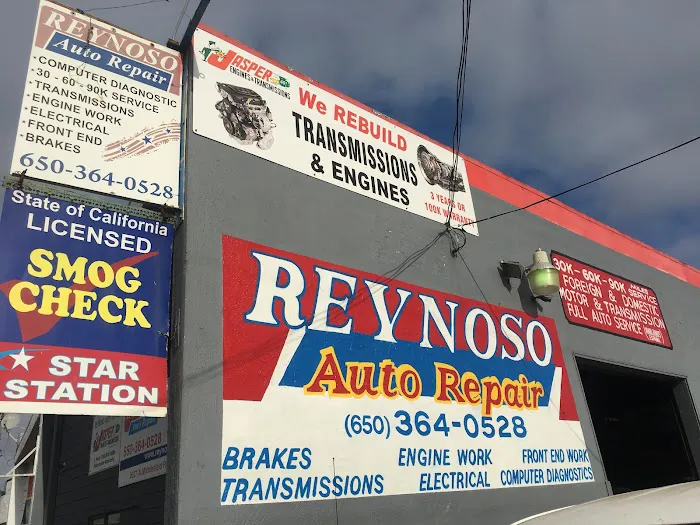 REYNOSO
Auto Repair
· COMPUTER DIAGNOSTIC
· 30 - 60 - 90K SERVICE
· TRANSMISSIONS
· ENGINE WORK
· ELECTRICAL
· FRONT END
· BRAKES
650-364-0528
State of California
LICENSED
SMOG
CHECK
STAR
STATION
JASPER
ENGINES & TRANSMISSIONS
We REBUILD
TRANSMISSIONS
& ENGINES
3 YEARS OR
100K WARRANTY
REYNOSO
Auto Repair
(650) 364-0528
BRAKES ENGINE WORK FRONT END WORK
TRANSMISSIONS ELECTRICAL COMPUTER DIAGNOSTICS
30K-60K-90K MILES SERVICE
FOREIGN & DOMESTIC
MOTOR & TRANSMISSION
FULL AUTO SERVICE